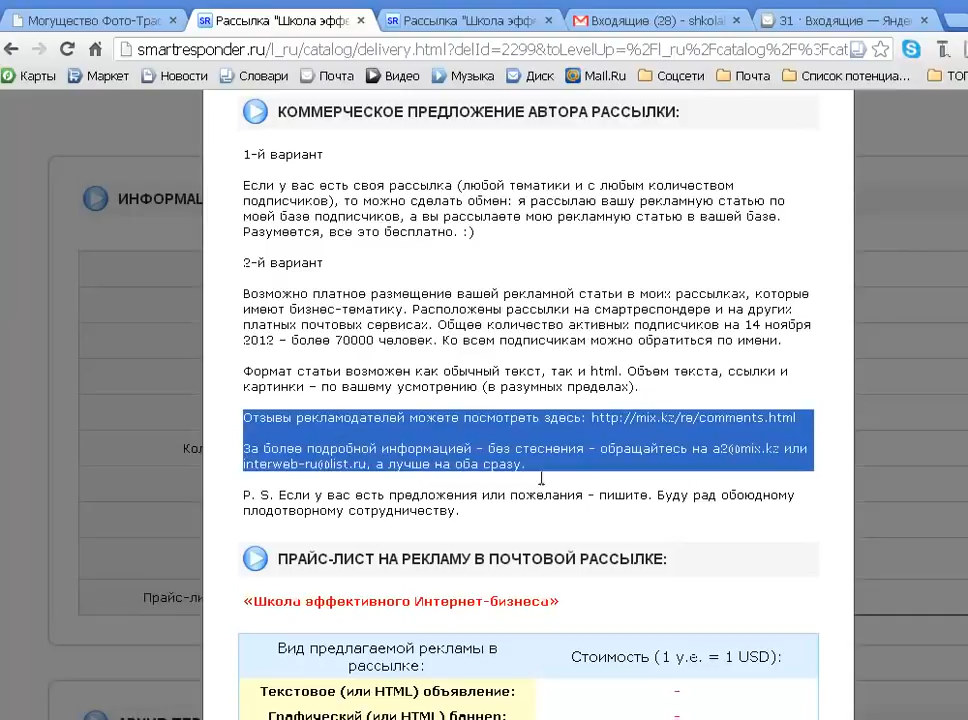 Могущество Фото-Трас
Рассылка "Школа эффе
Рассылка "Школа эфф
Входящие (28) - shkola
31 · Входящие — Янде
smartresponder.ru/l_ru/catalog/delivery.html?delId=2299&toLevelUp=%2Fl_ru%2Fcatalog%2F%3Fcat
Карты Маркет Новости Словари Почта Видео Музыка Диск Mail.Ru Соцсети Почта Список потенциа... ТОП
КОММЕРЧЕСКОЕ ПРЕДЛОЖЕНИЕ АВТОРА РАССЫЛКИ:
1-й вариант
Если у вас есть своя рассылка (любой тематики и с любым количеством
подписчиков), то можно сделать обмен: я рассылаю вашу рекламную статью по
моей базе подписчиков, а вы рассылаете мою рекламную статью в вашей базе.
Разумеется, все это бесплатно. :)
ИНФОРМАЦ
2-й вариант
Возможно платное размещение вашей рекламной статьи в моих рассылках, которые
имеют бизнес-тематику. Расположены рассылки на смартреспондере и на других
платных почтовых сервисах. Общее количество активных подписчиков на 14 ноября
2012 – более 70000 человек. Ко всем подписчикам можно обратиться по имени.
Формат статьи возможен как обычный текст, так и html. Объем текста, ссылки и
картинки – по вашему усмотрению (в разумных пределах).
Отзывы рекламодателей можете посмотреть здесь: http://mix.kz/re/comments.html
За более подробной информацией – без стеснения – обращайтесь на a2@mix.kz или
interweb-ru@list.ru, а лучше на оба сразу.
Кол
P. S. Если у вас есть предложения или пожелания – пишите. Буду рад обоюдному
плодотворному сотрудничеству.
ПРАЙС-ЛИСТ НА РЕКЛАМУ В ПОЧТОВОЙ РАССЫЛКЕ:
Прайс-ли
«Школа эффективного Интернет-бизнеса»
Вид предлагаемой рекламы в
рассылке:
Стоимость (1 у.е. = 1 USD):
Текстовое (или HTML) объявление: -
Графический (или HTML) баннер: -